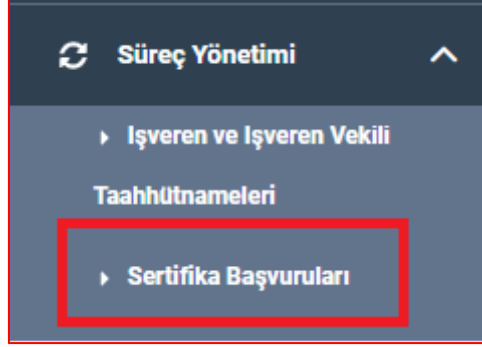 Süreç Yönetimi
Işveren ve Işveren Vekili
Taahhütnameleri
Sertifika Başvuruları